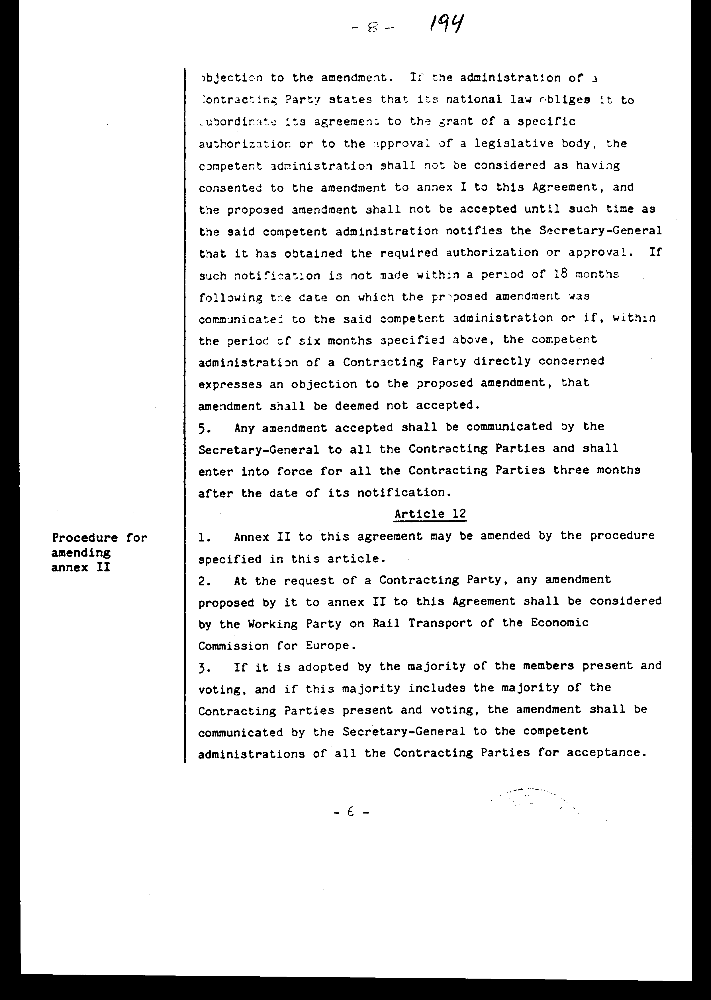 - 8 - 194
objection to the amendment. If the administration of a
Contracting Party states that its national law obliges it to
subordinate its agreement to the grant of a specific
authorization or to the approval of a legislative body, the
competent administration shall not be considered as having
consented to the amendment to annex I to this Agreement, and
the proposed amendment shall not be accepted until such time as
the said competent administration notifies the Secretary-General
that it has obtained the required authorization or approval. If
such notification is not made within a period of 18 months
following the date on which the proposed amendment was
communicated to the said competent administration or if, within
the period of six months specified above, the competent
administration of a Contracting Party directly concerned
expresses an objection to the proposed amendment, that
amendment shall be deemed not accepted.
5. Any amendment accepted shall be communicated by the
Secretary-General to all the Contracting Parties and shall
enter into force for all the Contracting Parties three months
after the date of its notification.
Article 12
Procedure for
amending
annex II
1. Annex II to this agreement may be amended by the procedure
specified in this article.
2. At the request of a Contracting Party, any amendment
proposed by it to annex II to this Agreement shall be considered
by the Working Party on Rail Transport of the Economic
Commission for Europe.
3. If it is adopted by the majority of the members present and
voting, and if this majority includes the majority of the
Contracting Parties present and voting, the amendment shall be
communicated by the Secretary-General to the competent
administrations of all the Contracting Parties for acceptance.
- 6 -